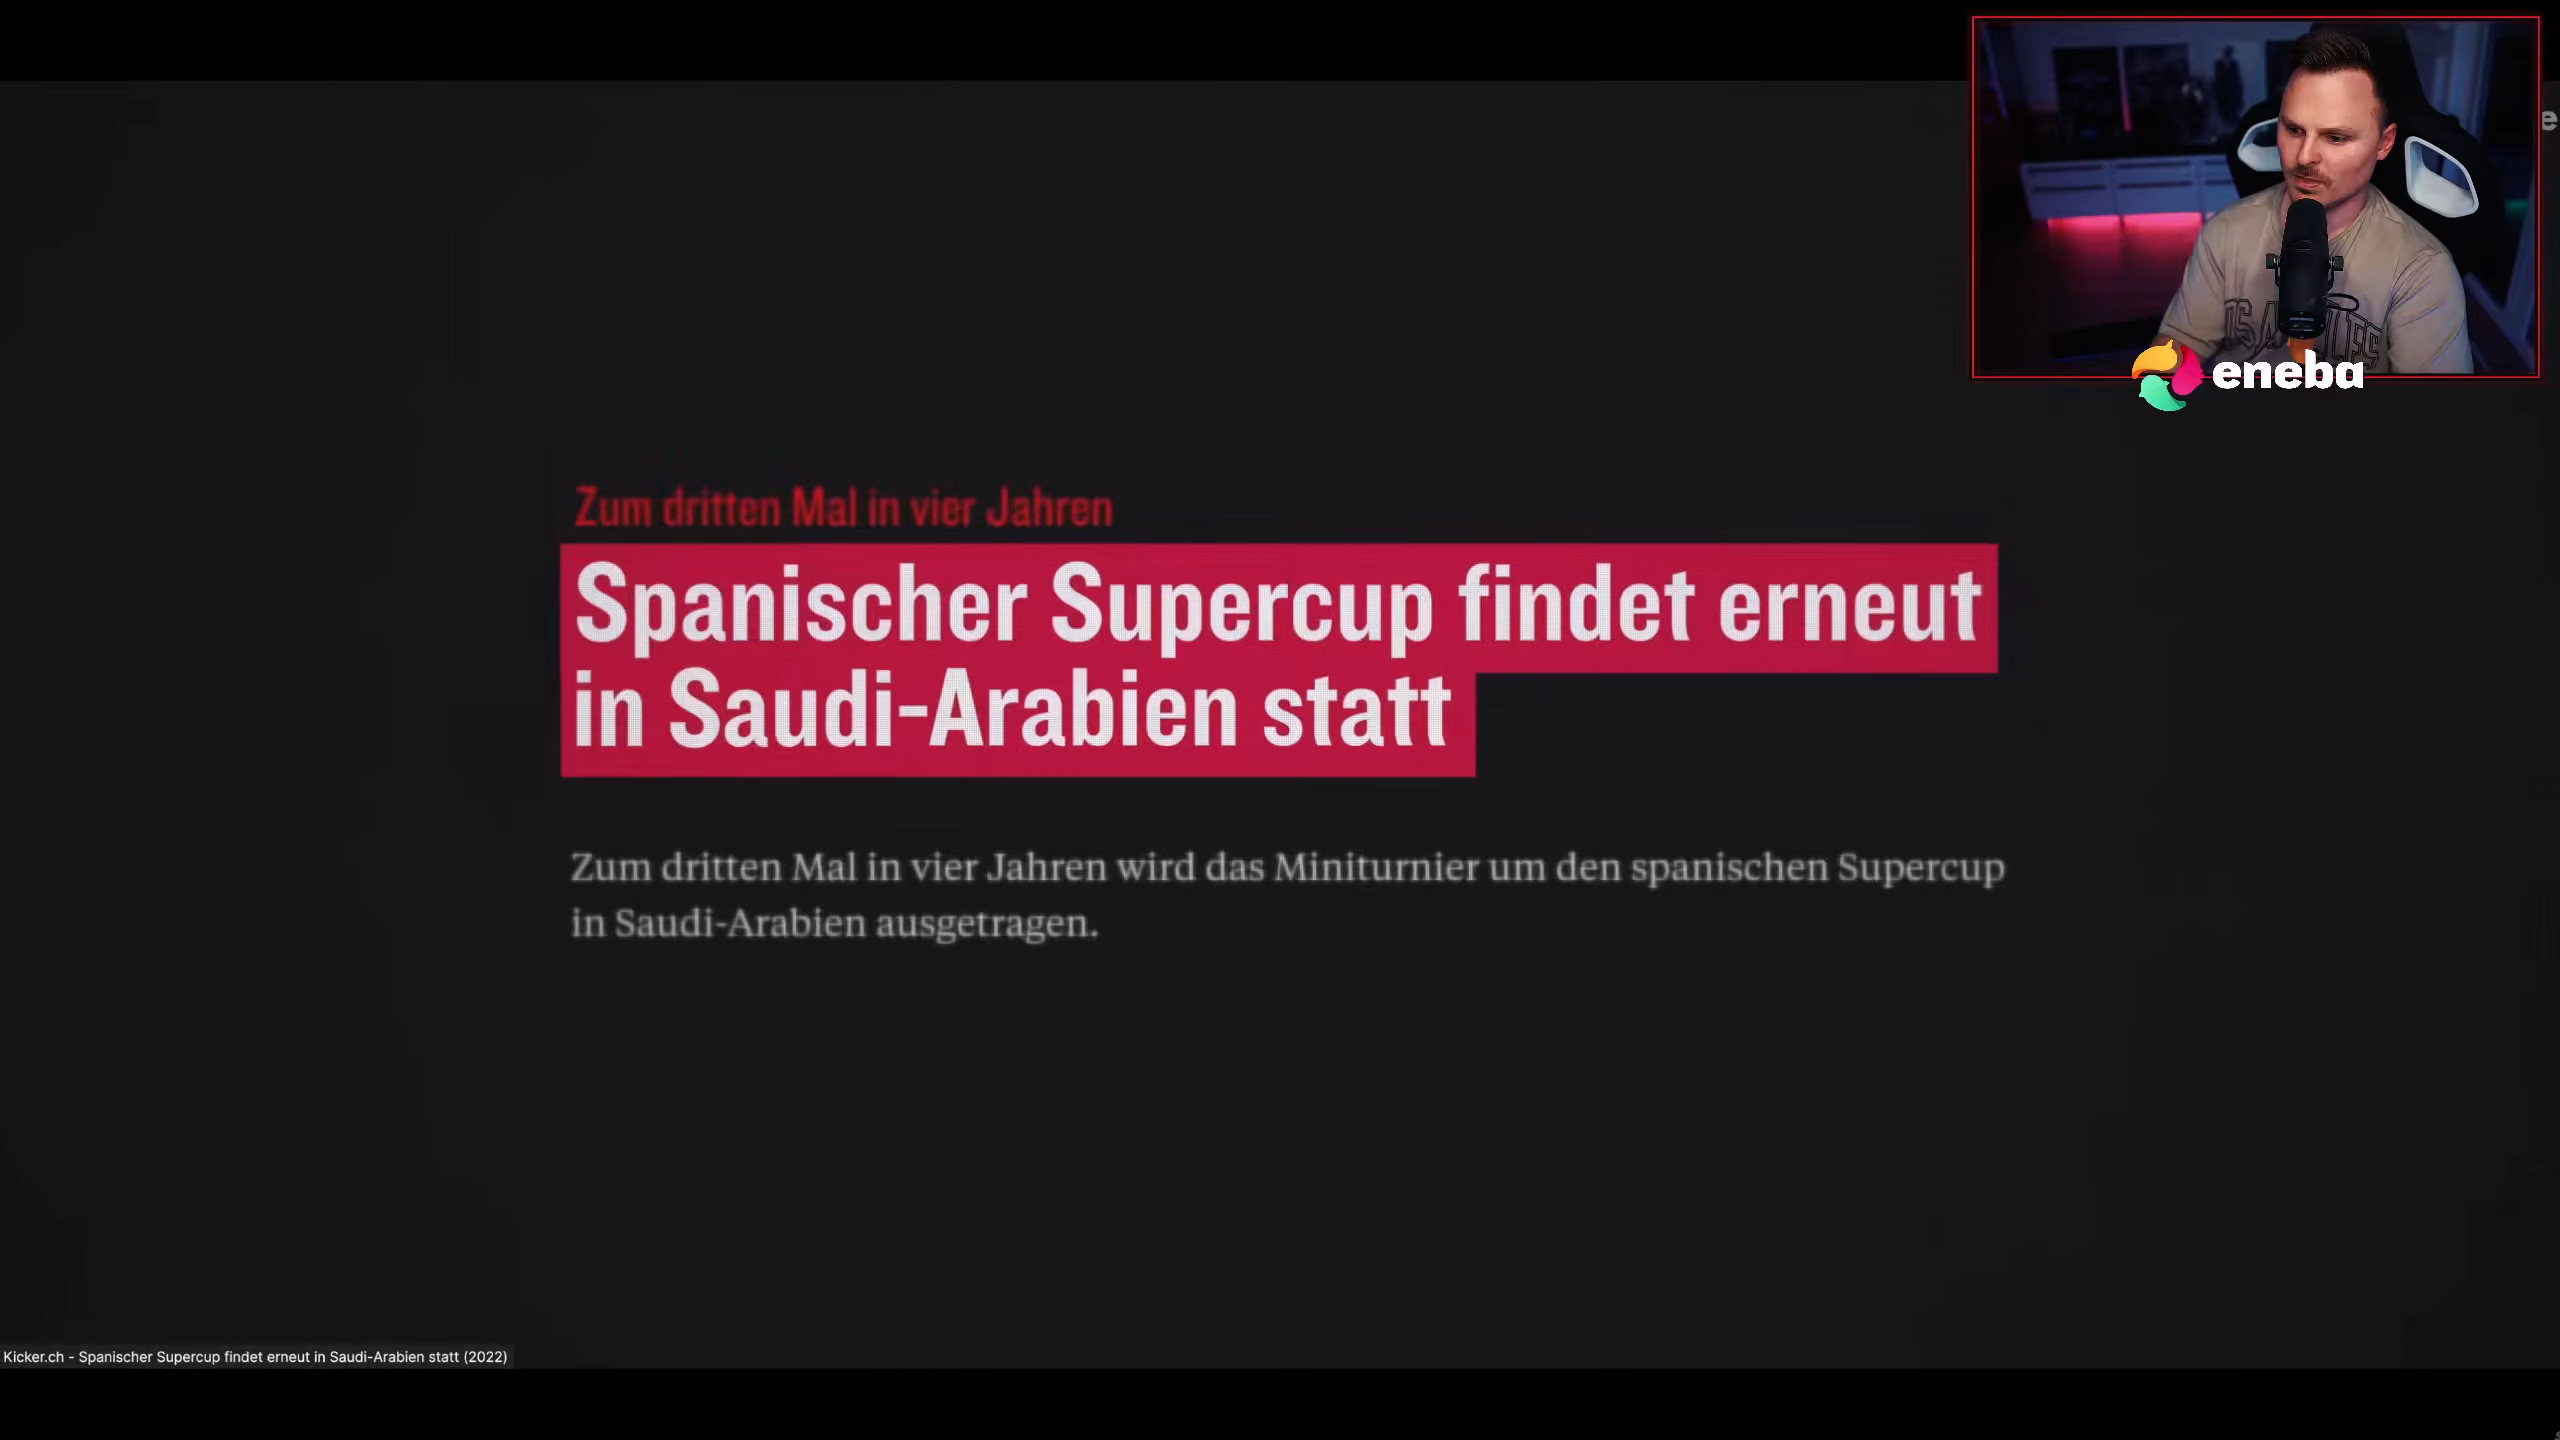 eneba
Zum dritten Mal in vier Jahren
Spanischer Supercup findet erneut
in Saudi-Arabien statt
Zum dritten Mal in vier Jahren wird das Miniturnier um den spanischen Supercup
in Saudi-Arabien ausgetragen.
Kicker.ch - Spanischer Supercup findet erneut in Saudi-Arabien statt (2022)